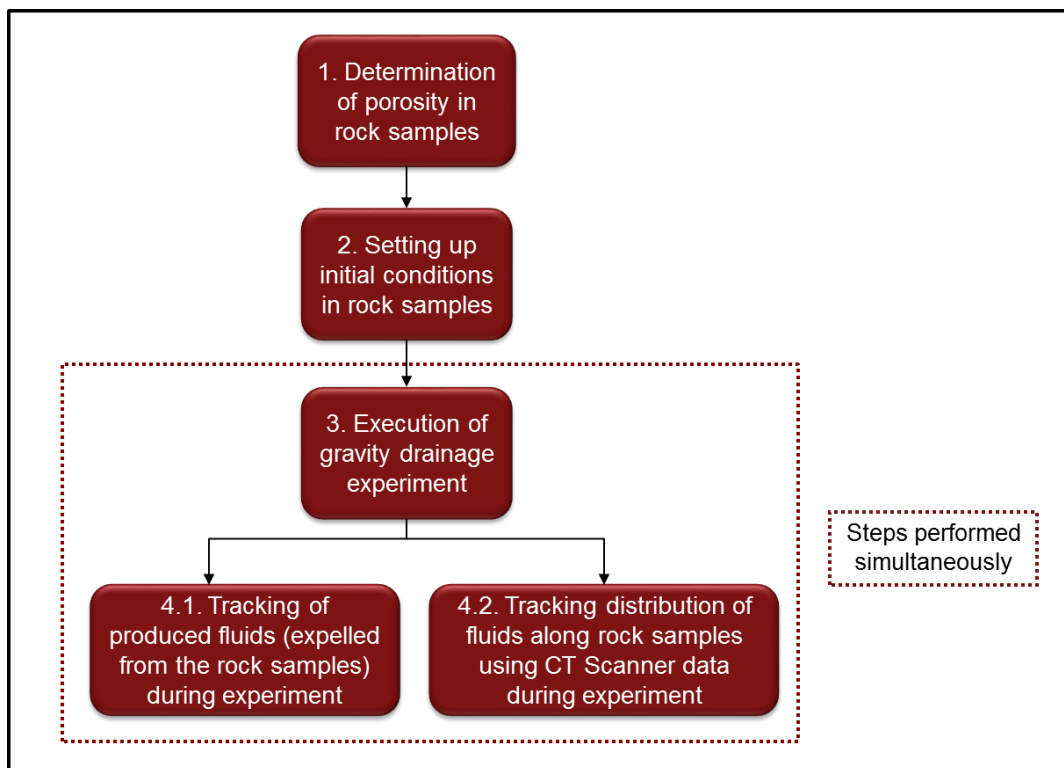 1. Determination
of porosity in
rock samples
2. Setting up
initial conditions
in rock samples
3. Execution of
gravity drainage
experiment
Steps performed
simultaneously
4.1. Tracking of
produced fluids (expelled
from the rock samples)
during experiment
4.2. Tracking distribution of
fluids along rock samples
using CT Scanner data
during experiment